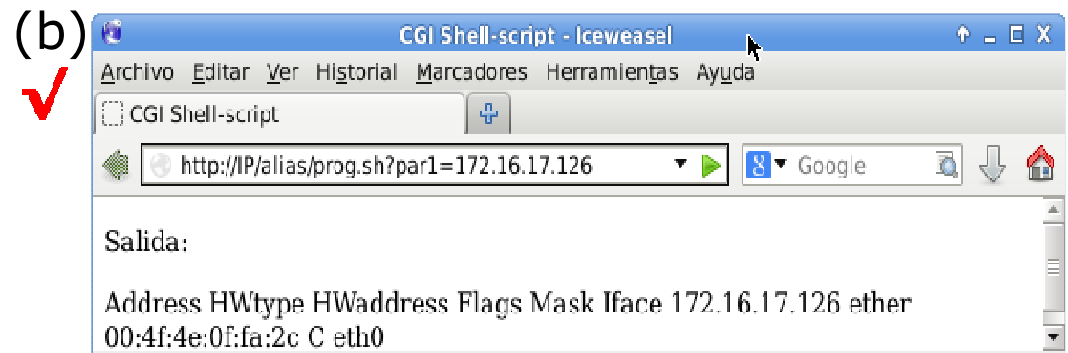 (b)
CGI Shell-script - Iceweasel
Archivo Editar Ver Historial Marcadores Herramientas Ayuda
CGI Shell-script
http://IP/alias/prog.sh?par1=172.16.17.126
8 Google
Salida:
Address HWtype HWaddress Flags Mask Iface 172.16.17.126 ether
00:4f:4e:0f:fa:2c C eth0